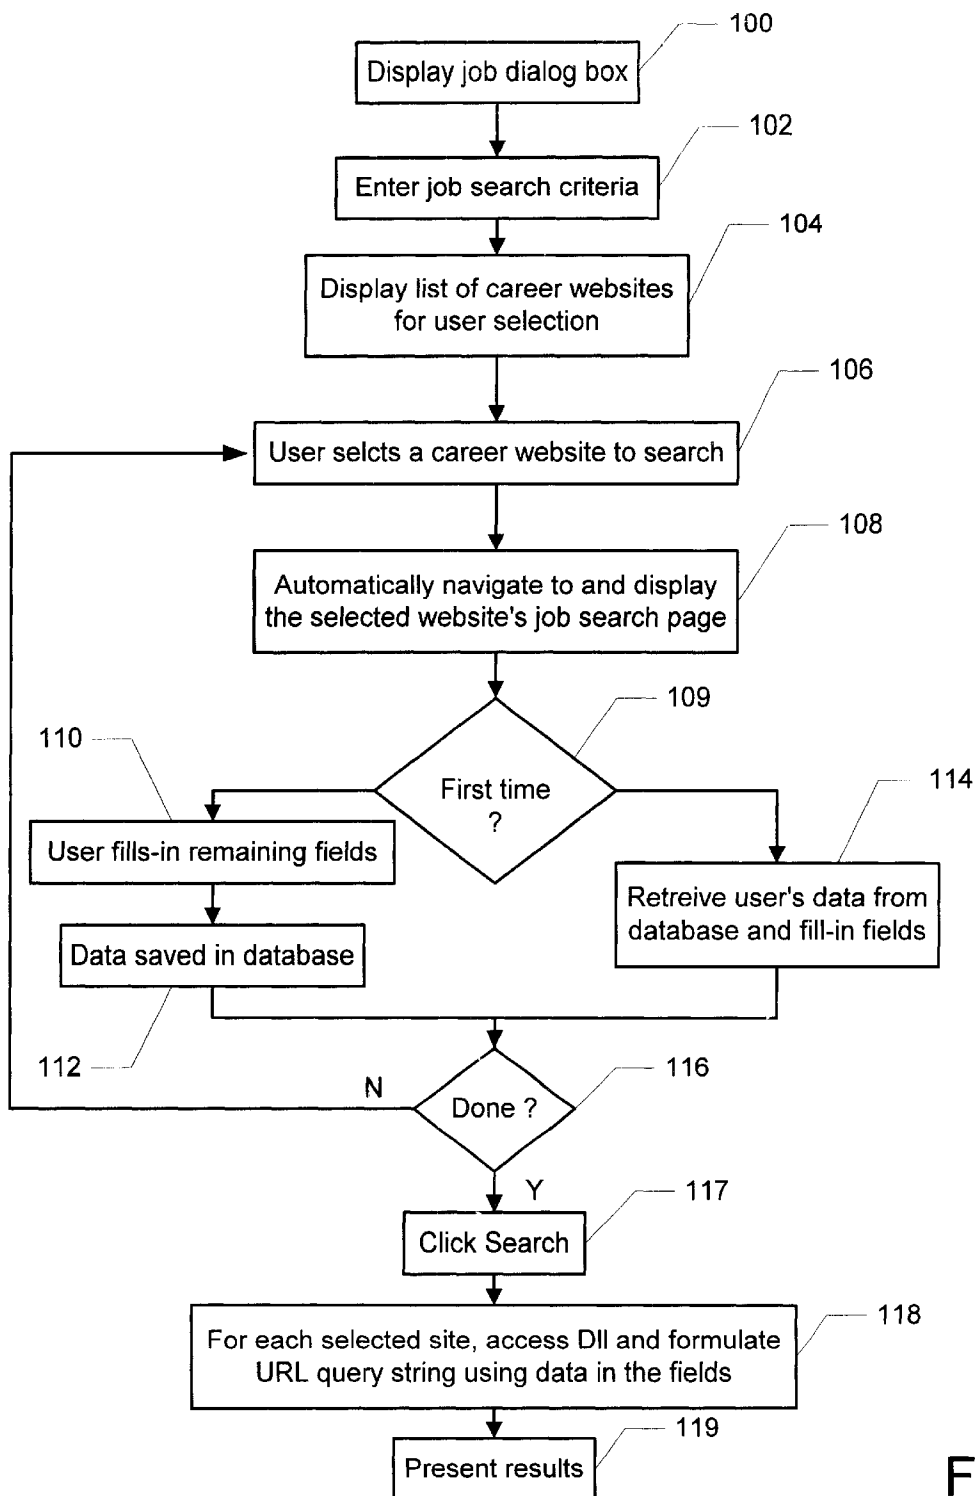 100
Display job dialog box
102
Enter job search criteria
104
Display list of career websites
for user selection
106
User selcts a career website to search
108
Automatically navigate to and display
the selected website's job search page
109
First time
?
110
User fills-in remaining fields
114
Retreive user's data from
database and fill-in fields
Data saved in database
112
N
116
Done ?
Y
117
Click Search
118
For each selected site, access Dll and formulate
URL query string using data in the fields
119
Present results
F